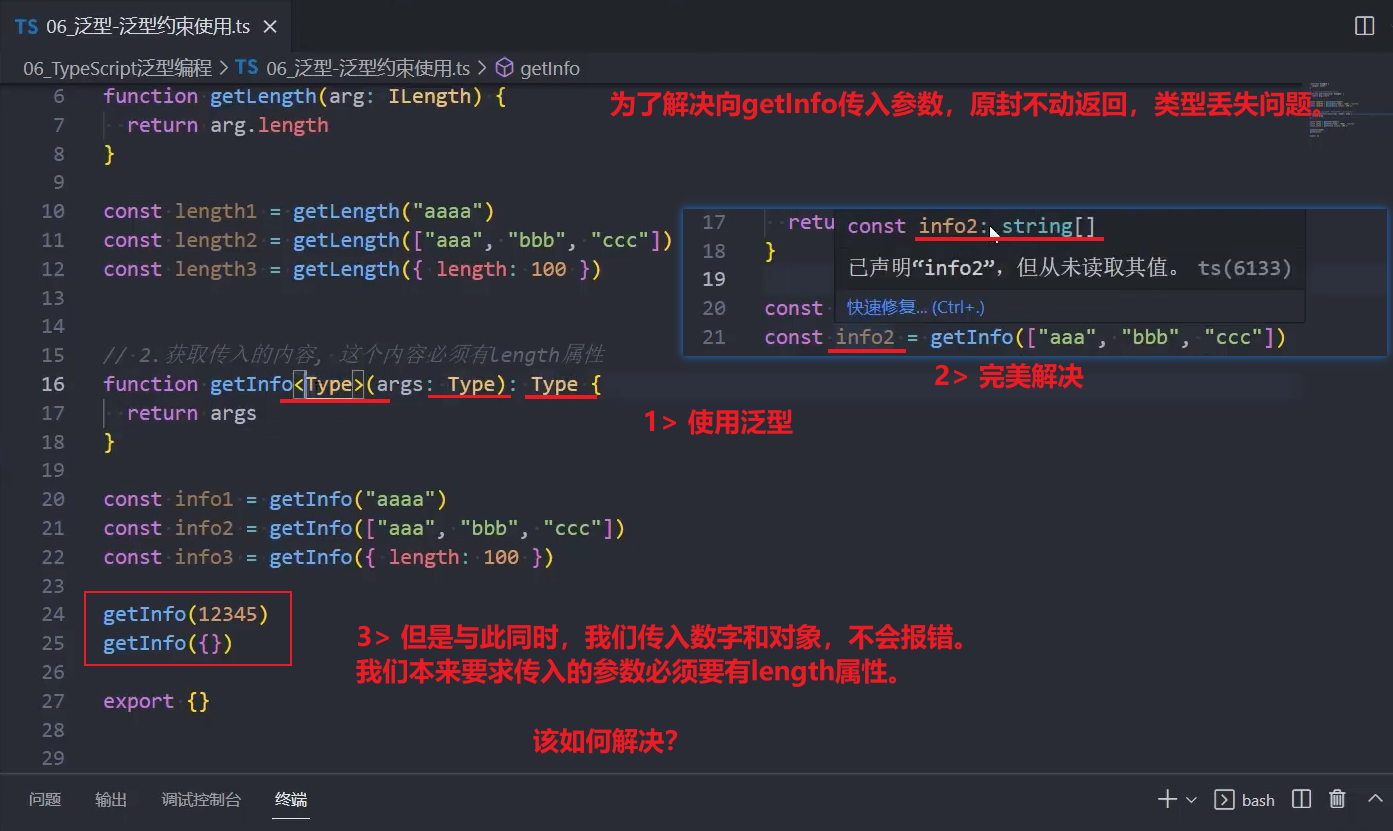 TS 06_泛型-泛型约束使用.ts ×
06_TypeScript泛型编程 > TS 06_泛型-泛型约束使用.ts > getInfo
为了解决向getInfo传入参数，原封不动返回，类型丢失问题。
6 function getLength(arg: ILength) {
7 return arg.length
8 }
9
10 const length1 = getLength("aaaa")
11 const length2 = getLength(["aaa", "bbb", "ccc"])
12 const length3 = getLength({ length: 100 })
13
14
15 // 2.获取传入的内容, 这个内容必须有length属性
16 function getInfo<Type>(args: Type): Type {
17 return args
18 }
19
20 const info1 = getInfo("aaaa")
21 const info2 = getInfo(["aaa", "bbb", "ccc"])
22 const info3 = getInfo({ length: 100 })
23
24 getInfo(12345)
25 getInfo({})
26
27 export {}
28
29
17 retu
18 }
19
20 const
21 const info2 = getInfo(["aaa", "bbb", "ccc"])
const info2: string[]
已声明“info2”，但从未读取其值。 ts(6133)
快速修复... (Ctrl+.)
1> 使用泛型
2> 完美解决
3> 但是与此同时，我们传入数字和对象，不会报错。
我们本来要求传入的参数必须要有length属性。
该如何解决？
问题 输出 调试控制台 终端
bash